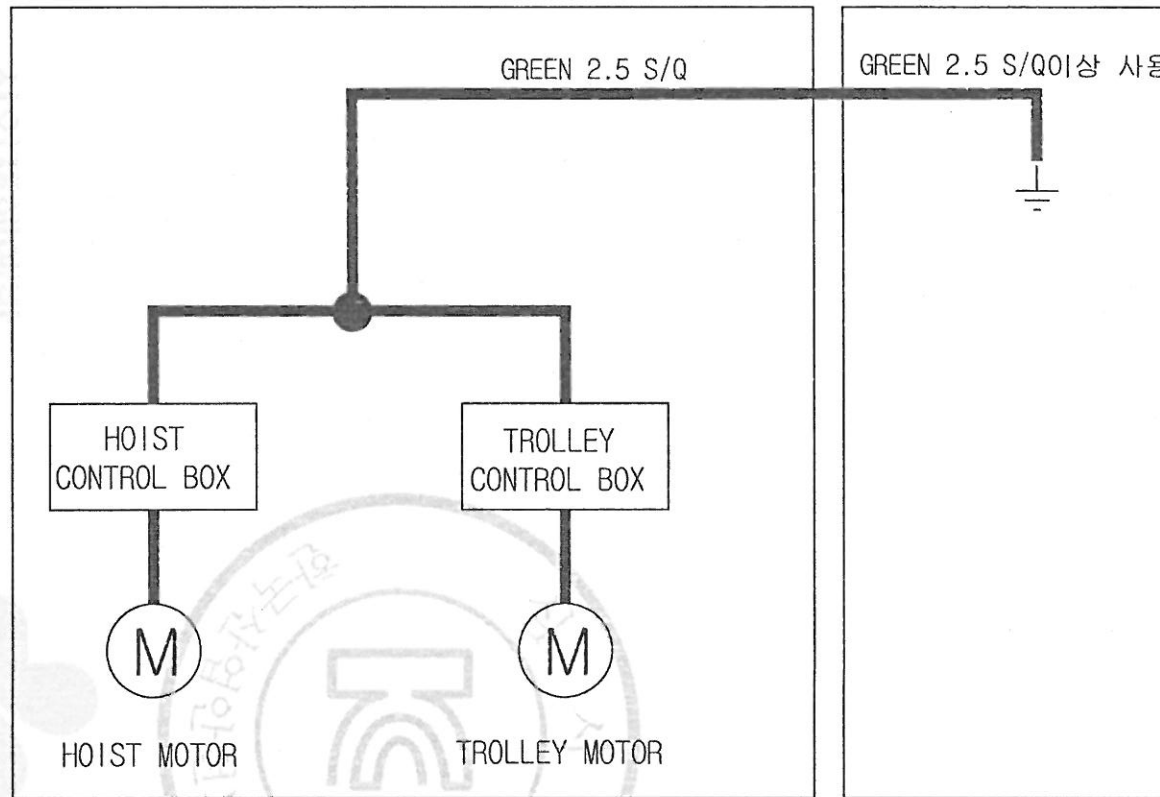 GREEN 2.5 S/Q
GREEN 2.5 S/Q이상 사용
HOIST
CONTROL BOX
TROLLEY
CONTROL BOX
M
M
HOIST MOTOR
TROLLEY MOTOR